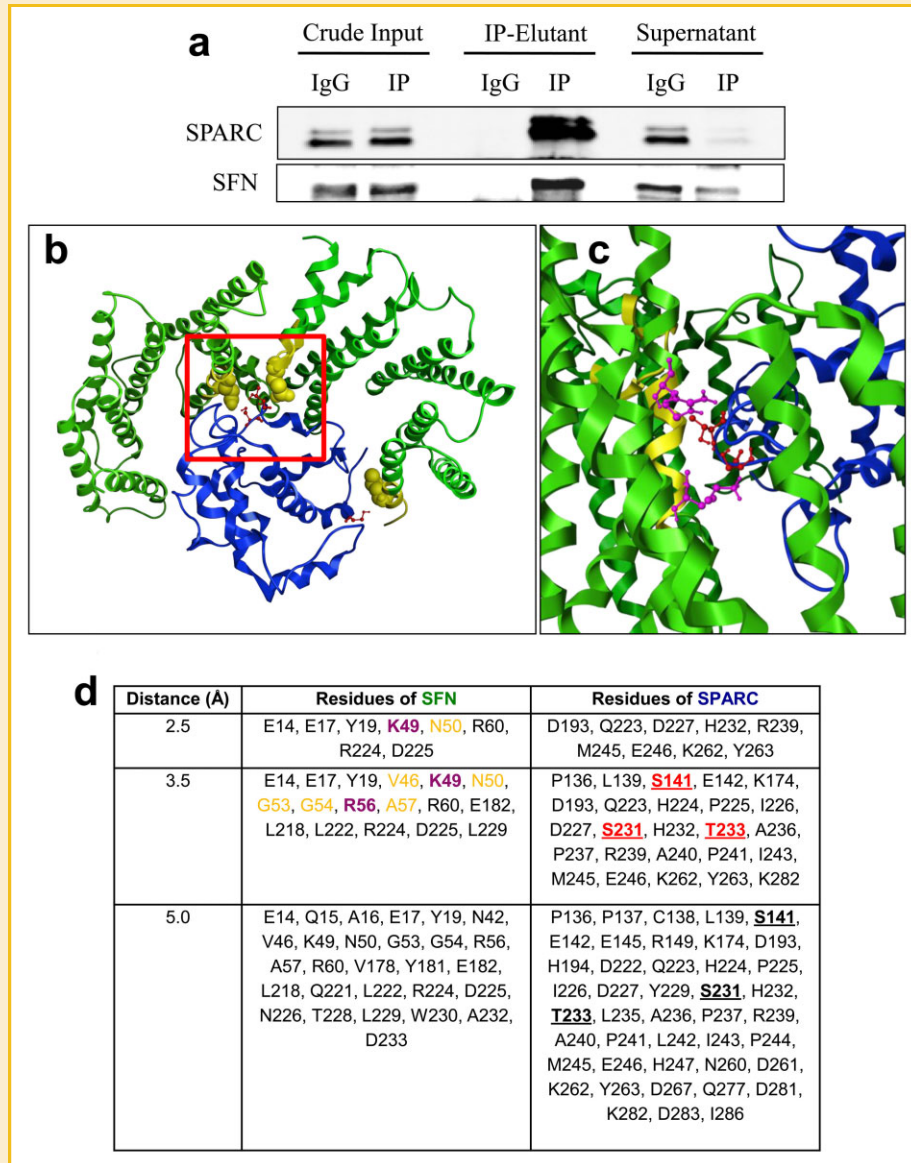 a
Crude Input IP-Elutant Supernatant
IgG IP IgG IP IgG IP
SPARC
SFN
b
c
d
Distance (Å) Residues of SFN Residues of SPARC
2.5
E14, E17, Y19, K49, N50, R60,
R224, D225
D193, Q223, D227, H232, R239,
M245, E246, K262, Y263
3.5
E14, E17, Y19, V46, K49, N50,
G53, G54, R56, A57, R60, E182,
L218, L222, R224, D225, L229
P136, L139, S141, E142, K174,
D193, Q223, H224, P225, I226,
D227, S231, H232, T233, A236,
P237, R239, A240, P241, I243,
M245, E246, K262, Y263, K282
5.0
E14, Q15, A16, E17, Y19, N42,
V46, K49, N50, G53, G54, R56,
A57, R60, V178, Y181, E182,
L218, Q221, L222, R224, D225,
N226, T228, L229, W230, A232,
D233
P136, P137, C138, L139, S141,
E142, E145, R149, K174, D193,
H194, D222, Q223, H224, P225,
I226, D227, Y229, S231, H232,
T233, L235, A236, P237, R239,
A240, P241, L242, I243, P244,
M245, E246, H247, N260, D261,
K262, Y263, D267, Q277, D281,
K282, D283, I286